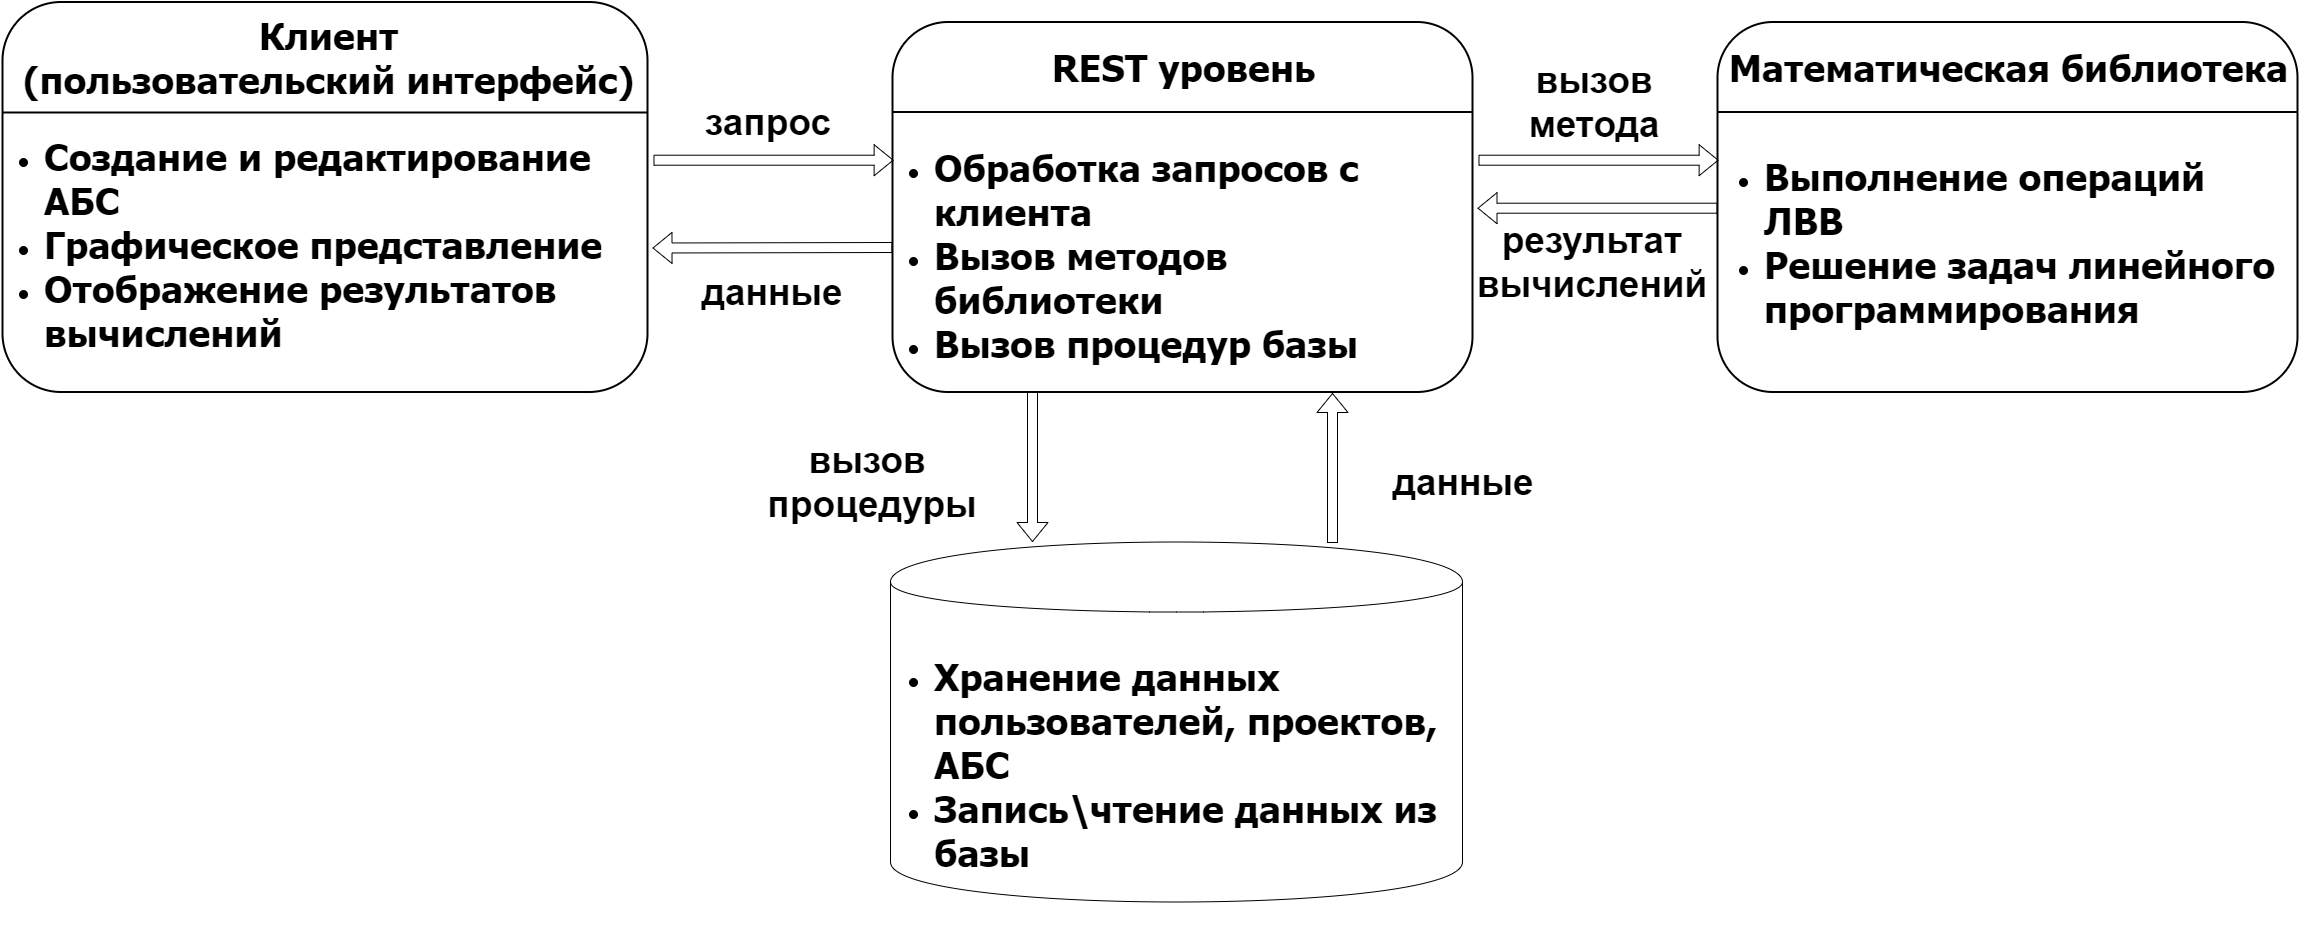 Клиент
(пользовательский интерфейс)
• Создание и редактирование
АБС
• Графическое представление
• Отображение результатов
вычислений
запрос
данные
REST уровень
• Обработка запросов с
клиента
• Вызов методов
библиотеки
• Вызов процедур базы
вызов
метода
результат
вычислений
Математическая библиотека
• Выполнение операций
ЛВВ
• Решение задач линейного
программирования
вызов
процедуры
данные
• Хранение данных
пользователей, проектов,
АБС
• Запись\чтение данных из
базы